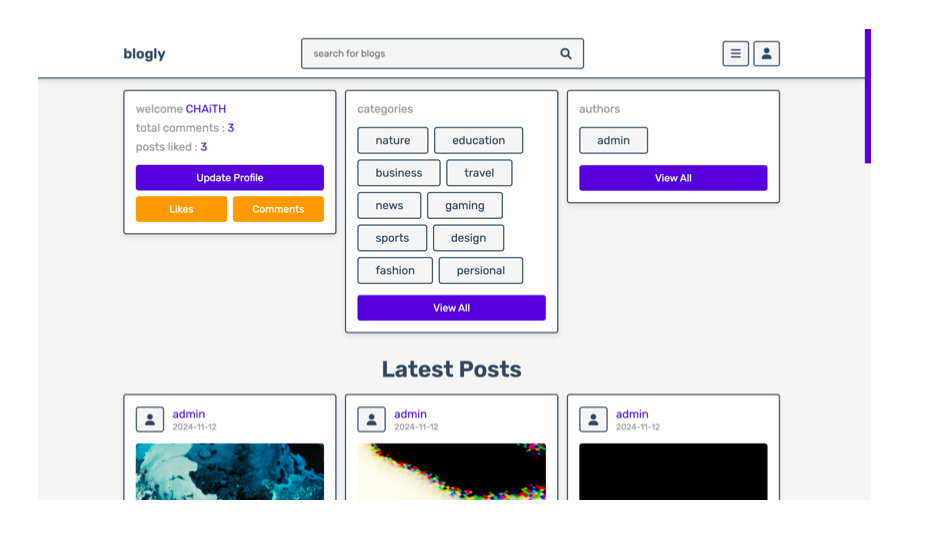 blogly
search for blogs
welcome CHAiTH
total comments : 3
posts liked : 3
Update Profile
Likes Comments
categories
nature education
business travel
news gaming
sports design
fashion persional
View All
authors
admin
View All
Latest Posts
admin
2024-11-12
admin
2024-11-12
admin
2024-11-12